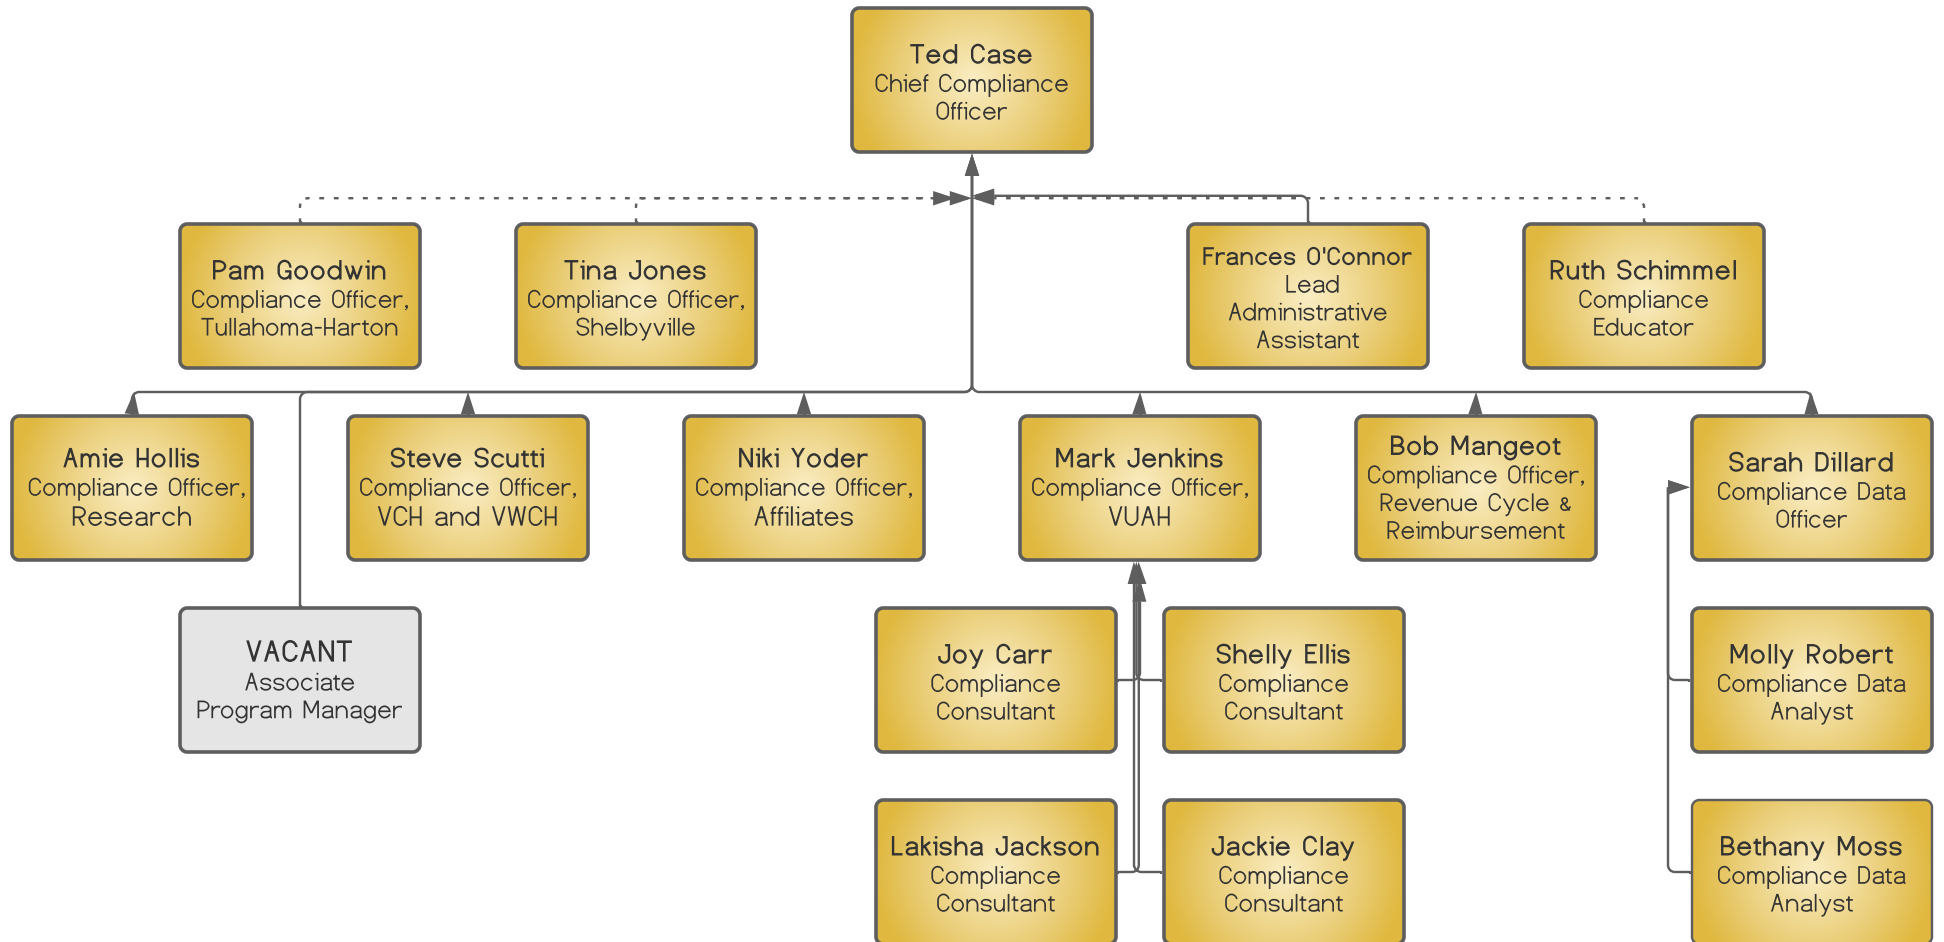 Ted Case
Chief Compliance
Officer
Pam Goodwin
Compliance Officer,
Tullahoma-Harton
Tina Jones
Compliance Officer,
Shelbyville
Frances O'Connor
Lead
Administrative
Assistant
Ruth Schimmel
Compliance
Educator
Amie Hollis
Compliance Officer,
Research
Steve Scutti
Compliance Officer,
VCH and VWCH
Niki Yoder
Compliance Officer,
Affiliates
Mark Jenkins
Compliance Officer,
VUAH
Bob Mangeot
Compliance Officer,
Revenue Cycle &
Reimbursement
Sarah Dillard
Compliance Data
Officer
VACANT
Associate
Program Manager
Joy Carr
Compliance
Consultant
Shelly Ellis
Compliance
Consultant
Molly Robert
Compliance Data
Analyst
Lakisha Jackson
Compliance
Consultant
Jackie Clay
Compliance
Consultant
Bethany Moss
Compliance Data
Analyst